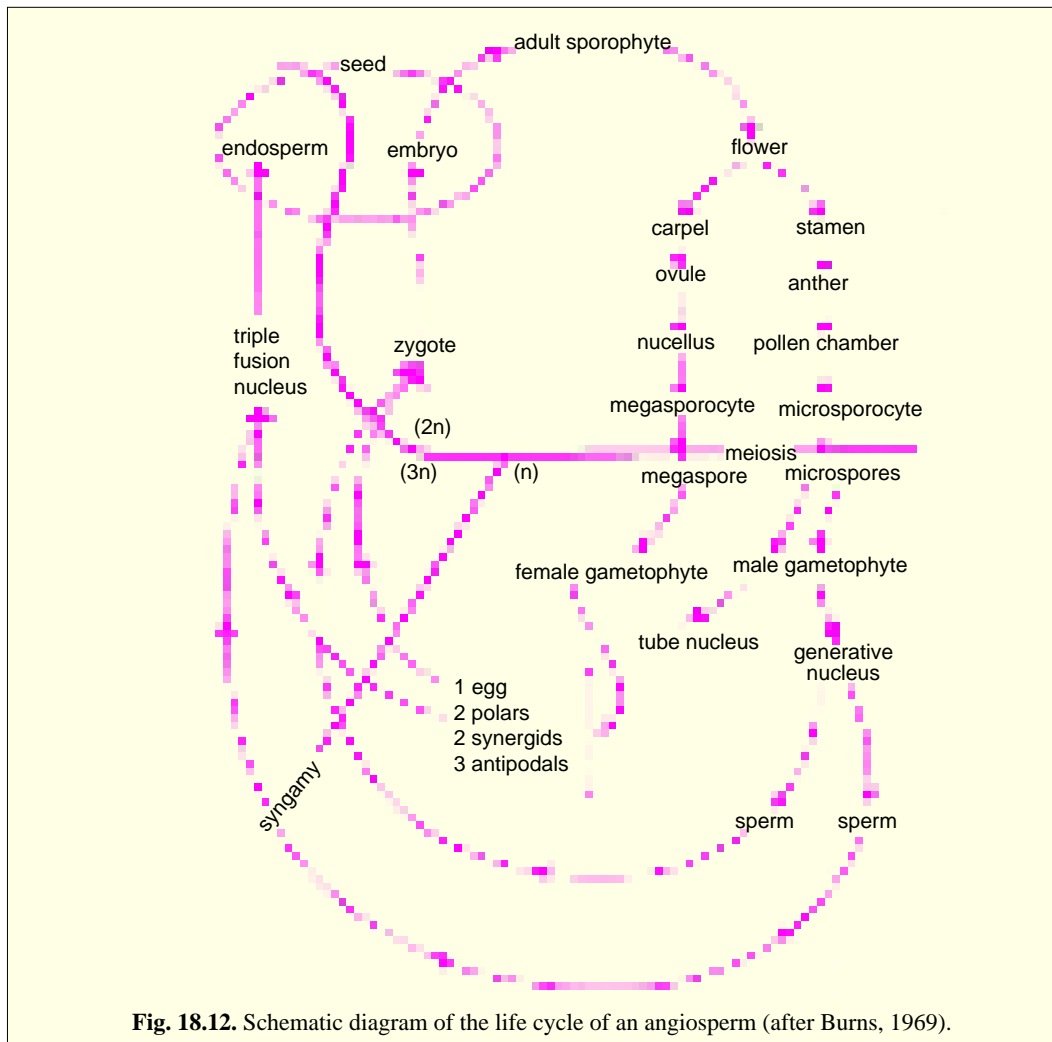 adult sporophyte
seed
endosperm
embryo
flower
carpel
stamen
ovule
anther
triple
fusion
nucleus
zygote
nucellus
pollen chamber
megasporocyte
microsporocyte
(2n)
(3n)
(n)
meiosis
megaspore
microspores
female gametophyte
male gametophyte
tube nucleus
generative
nucleus
1 egg
2 polars
2 synergids
3 antipodals
syngamy
sperm
sperm
Fig. 18.12. Schematic diagram of the life cycle of an angiosperm (after Burns, 1969).